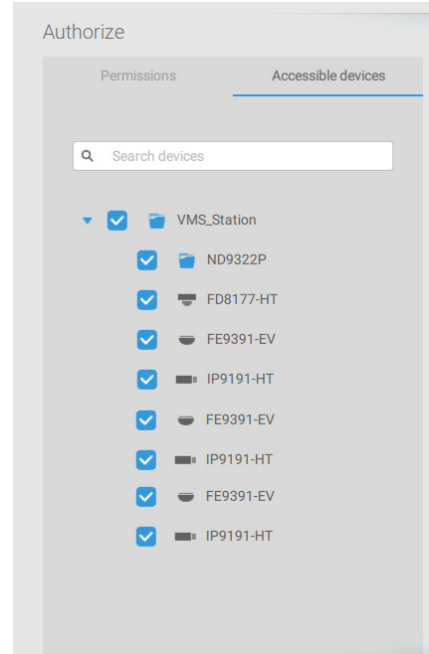 Authorize
Permissions Accessible devices
Search devices
VMS_Station
ND9322P
FD8177-HT
FE9391-EV
IP9191-HT
FE9391-EV
IP9191-HT
FE9391-EV
IP9191-HT